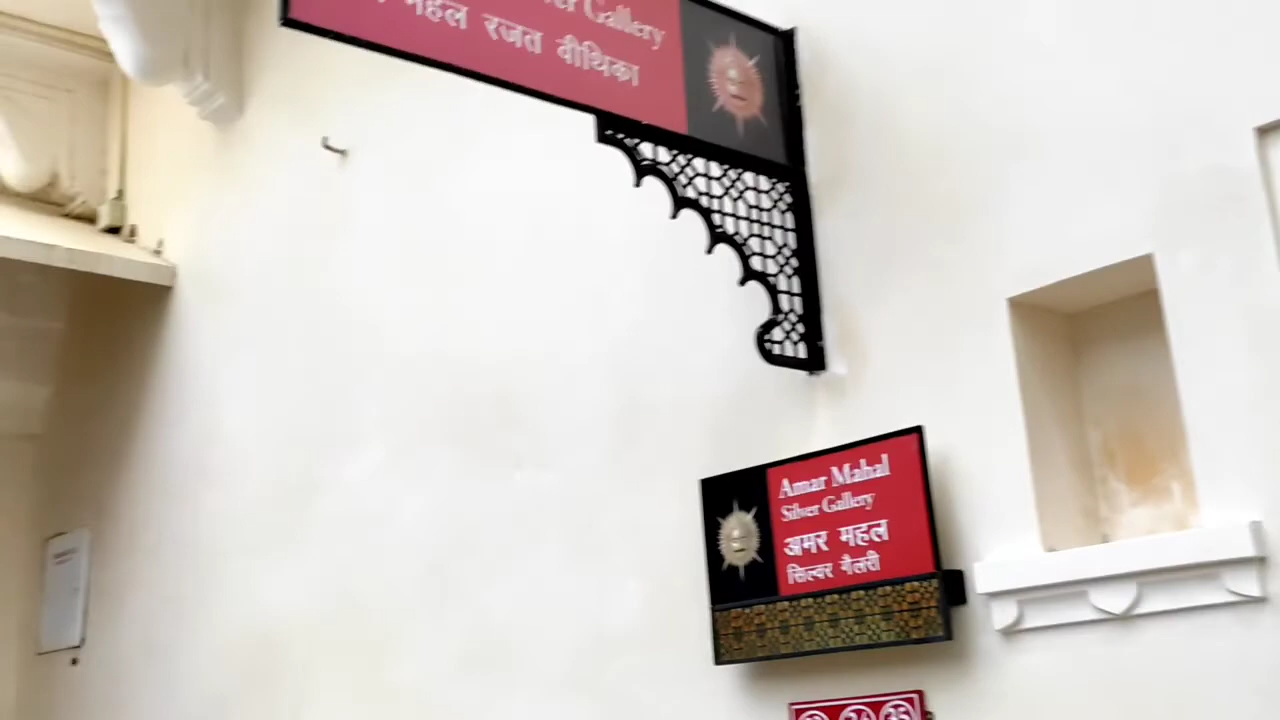 Gallery
महल रजत वीथिका
Amar Mahal
Silver Gallery
अमर महल
सिल्वर गैलरी